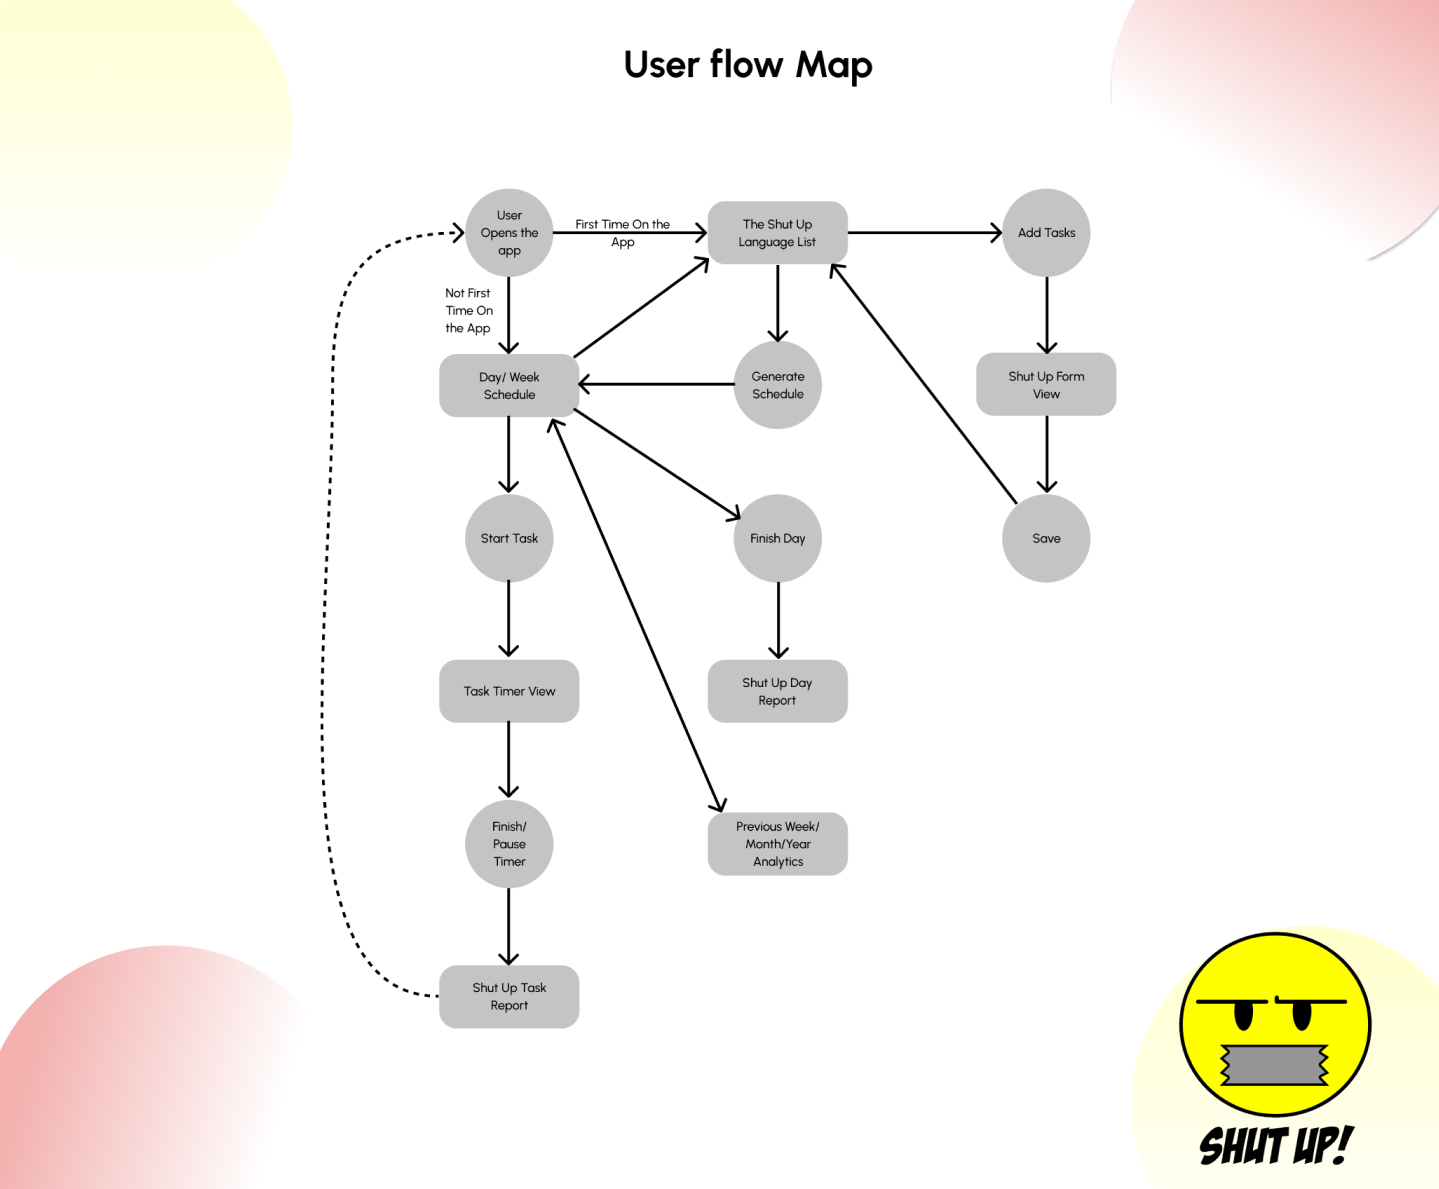 User flow Map
User
Opens the
app
First Time On the
App
The Shut Up
Language List
Add Tasks
Not First
Time On
the App
Day/ Week
Schedule
Generate
Schedule
Shut Up Form
View
Start Task
Finish Day
Save
Task Timer View
Shut Up Day
Report
Finish/
Pause
Timer
Previous Week/
Month/Year
Analytics
Shut Up Task
Report
SHUT UP!